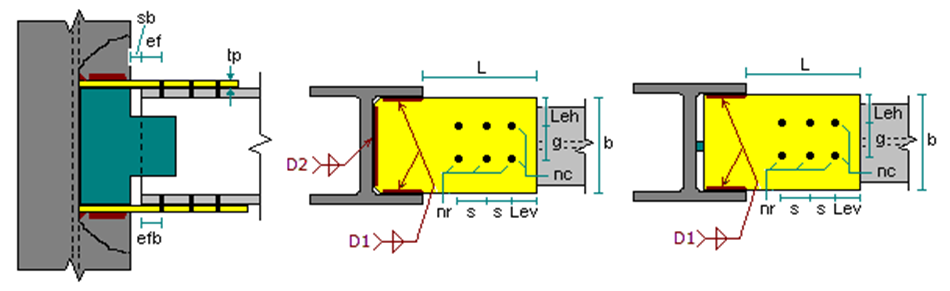 sb
ef
tp
efb
L
Leh
g
b
D2
nc
nr
s
s
Lev
D1
L
Leh
g
b
nc
nr
s
s
Lev
D1